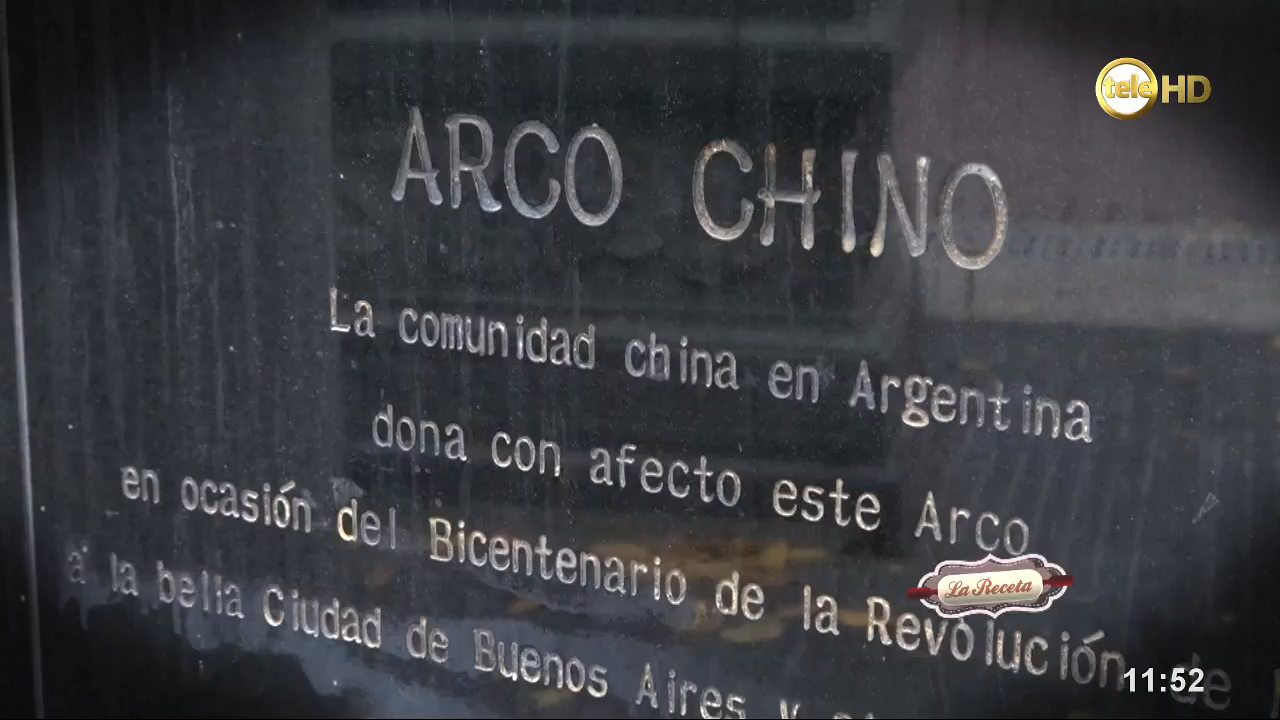 tele HD
ARCO CHINO
La comunidad china en Argentina
dona con afecto este Arco
en ocasión del Bicentenario de la Revolución de
a la bella Ciudad de Buenos Aires y
La Receta
11:52